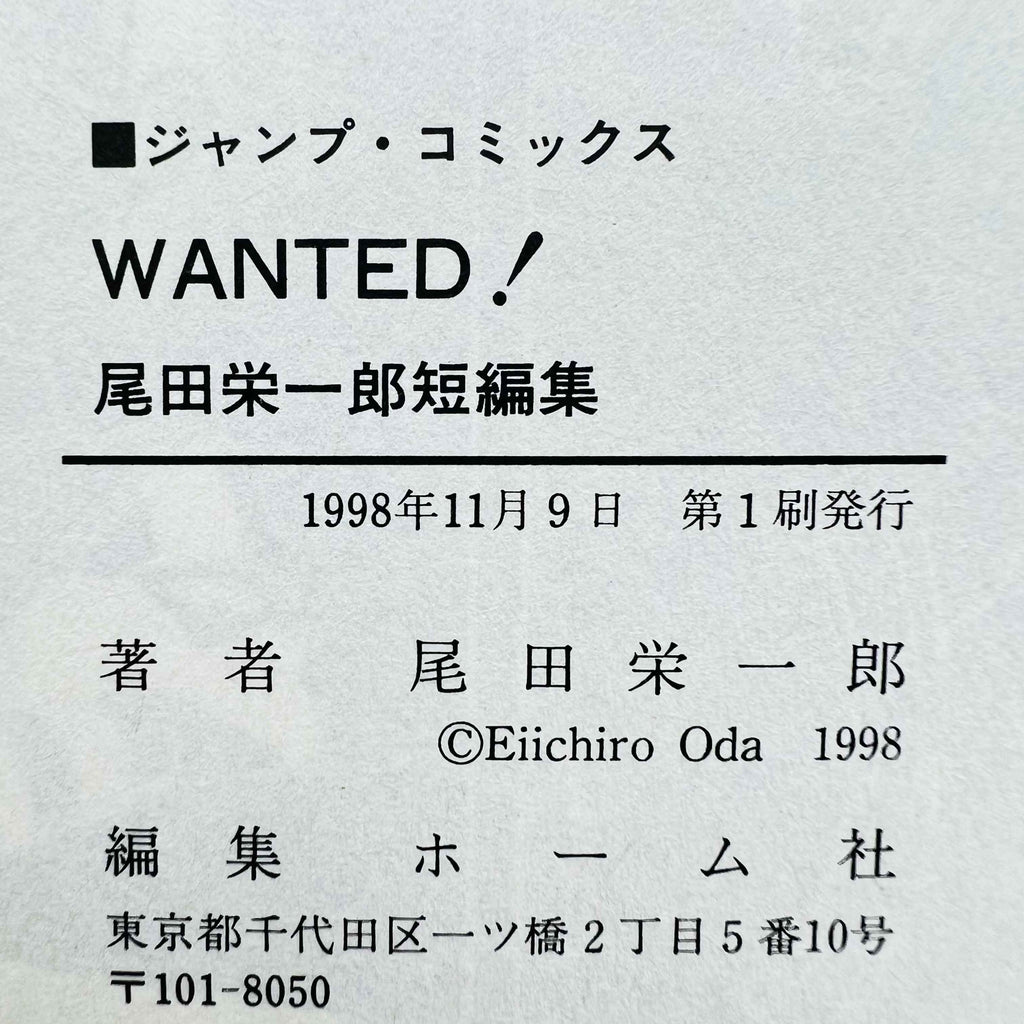 ■ジャンプ・コミックス
WANTED!
尾田栄一郎短編集
1998年11月9日 第1刷発行
著者 尾田栄一郎
©Eiichiro Oda 1998
編集 ホーム社
東京都千代田区一ツ橋2丁目5番10号
〒101-8050